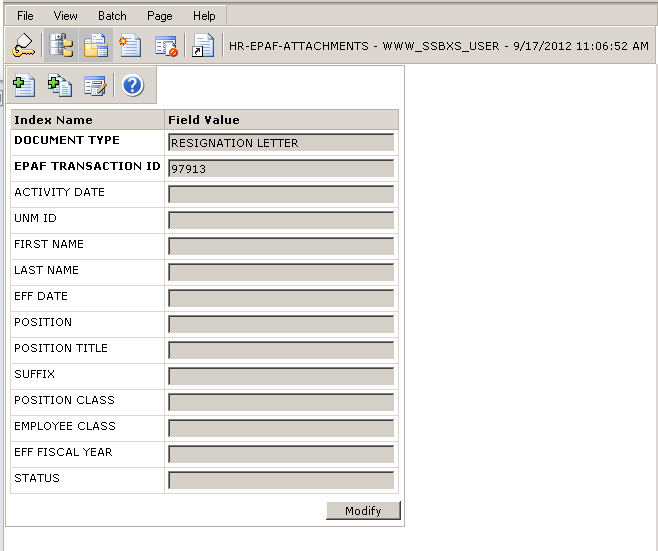 File View Batch Page Help
HR-EPAF-ATTACHMENTS - WWW_SSBXS_USER - 9/17/2012 11:06:52 AM
Index Name Field Value
DOCUMENT TYPE RESIGNATION LETTER
EPAF TRANSACTION ID 97913
ACTIVITY DATE
UNM ID
FIRST NAME
LAST NAME
EFF DATE
POSITION
POSITION TITLE
SUFFIX
POSITION CLASS
EMPLOYEE CLASS
EFF FISCAL YEAR
STATUS
Modify